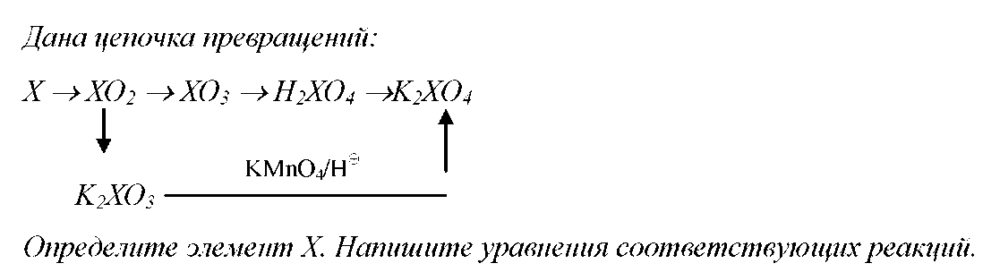 Дана цепочка превращений:
X → XO₂ → XO₃ → H₂XO₄ → K₂XO₄
KMnO₄/H⊕
K₂XO₃
Определите элемент X. Напишите уравнения соответствующих реакций.